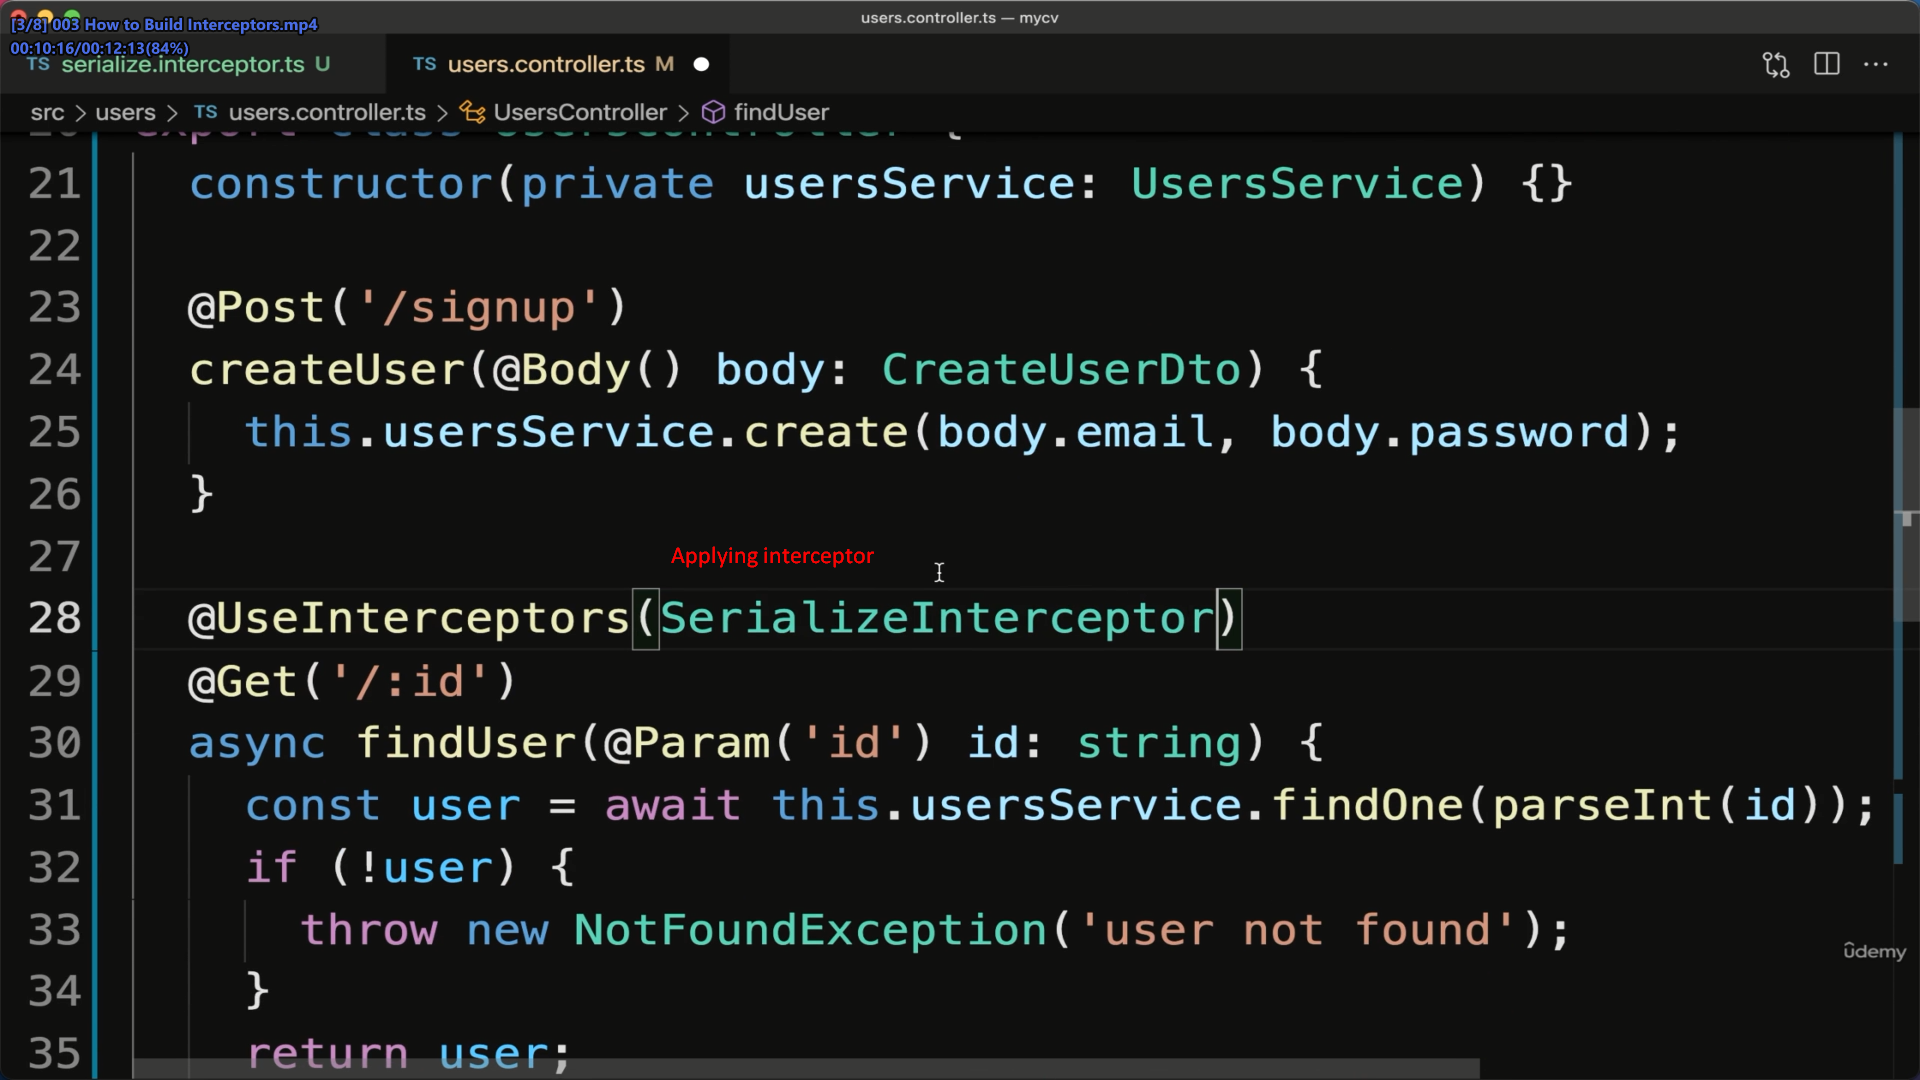 users.controller.ts — mycv
[3/8] 003 How to Build Interceptors.mp4
00:10:16/00:12:13(84%)
TS serialize.interceptor.ts U
TS users.controller.ts M
src > users > TS users.controller.ts > UsersController > findUser
20 export class UsersController {
21 constructor(private usersService: UsersService) {}
22
23 @Post('/signup')
24 createUser(@Body() body: CreateUserDto) {
25 this.usersService.create(body.email, body.password);
26 }
27
Applying interceptor
28 @UseInterceptors(SerializeInterceptor)
29 @Get('/:id')
30 async findUser(@Param('id') id: string) {
31 const user = await this.usersService.findOne(parseInt(id));
32 if (!user) {
33 throw new NotFoundException('user not found');
34 }
35 return user;
ûdemy